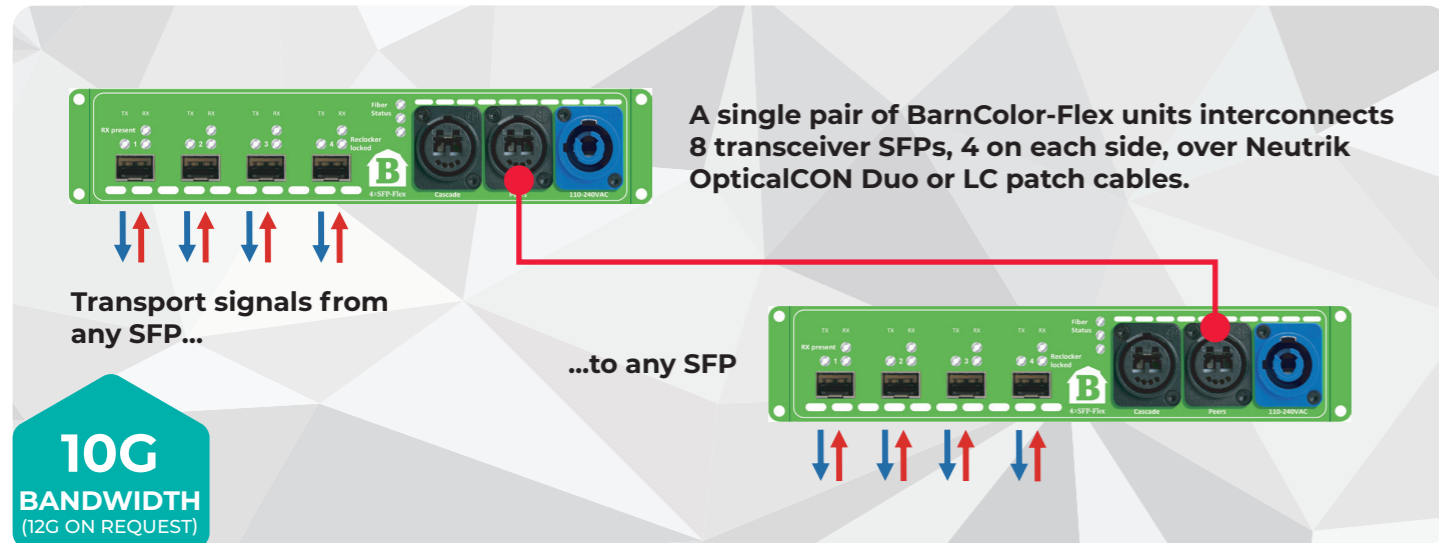 TX RX TX RX TX RX TX RX
Fiber
Status
RX present
1 2 3 4
Reclocker
locked
B
4×SFP-Flex
Cascade
110-240VAC
A single pair of BarnColor-Flex units interconnects
8 transceiver SFPs, 4 on each side, over Neutrik
OpticalCON Duo or LC patch cables.
Transport signals from
any SFP...
...to any SFP
TX RX TX RX TX RX TX RX
Fiber
Status
RX present
1 2 3 4
Reclocker
locked
B
4×SFP-Flex
Cascade
Peers
110-240VAC
10G
BANDWIDTH
(12G ON REQUEST)